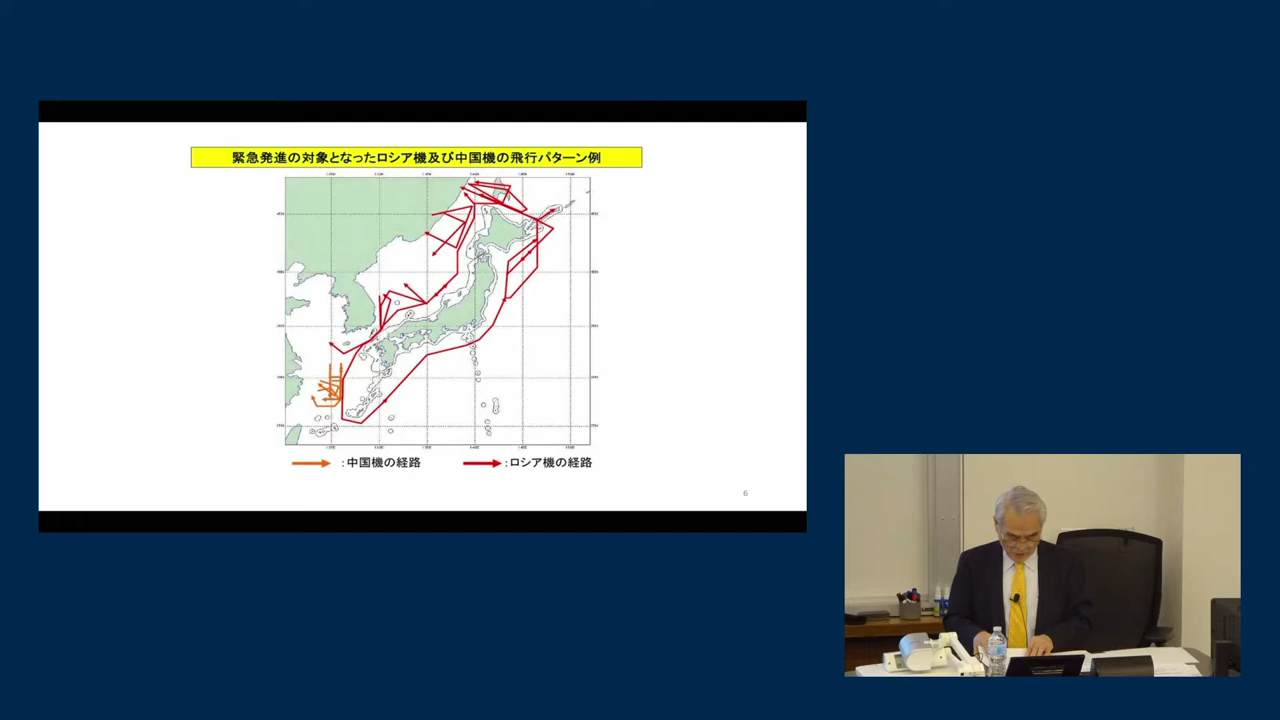 緊急発進の対象となったロシア機及び中国機の飛行パターン例
：中国機の経路
：ロシア機の経路
6